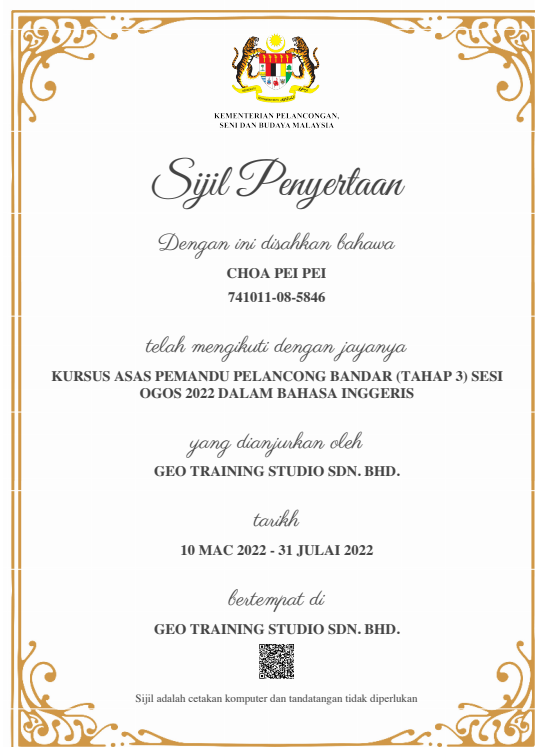 KEMENTERIAN PELANCONGAN,
SENI DAN BUDAYA MALAYSIA
Sijil Penyertaan
Dengan ini disahkan bahawa
CHOA PEI PEI
741011-08-5846
telah mengikuti dengan jayanya
KURSUS ASAS PEMANDU PELANCONG BANDAR (TAHAP 3) SESI
OGOS 2022 DALAM BAHASA INGGERIS
yang dianjurkan oleh
GEO TRAINING STUDIO SDN. BHD.
tarikh
10 MAC 2022 - 31 JULAI 2022
bertempat di
GEO TRAINING STUDIO SDN. BHD.
Sijil adalah cetakan komputer dan tandatangan tidak diperlukan